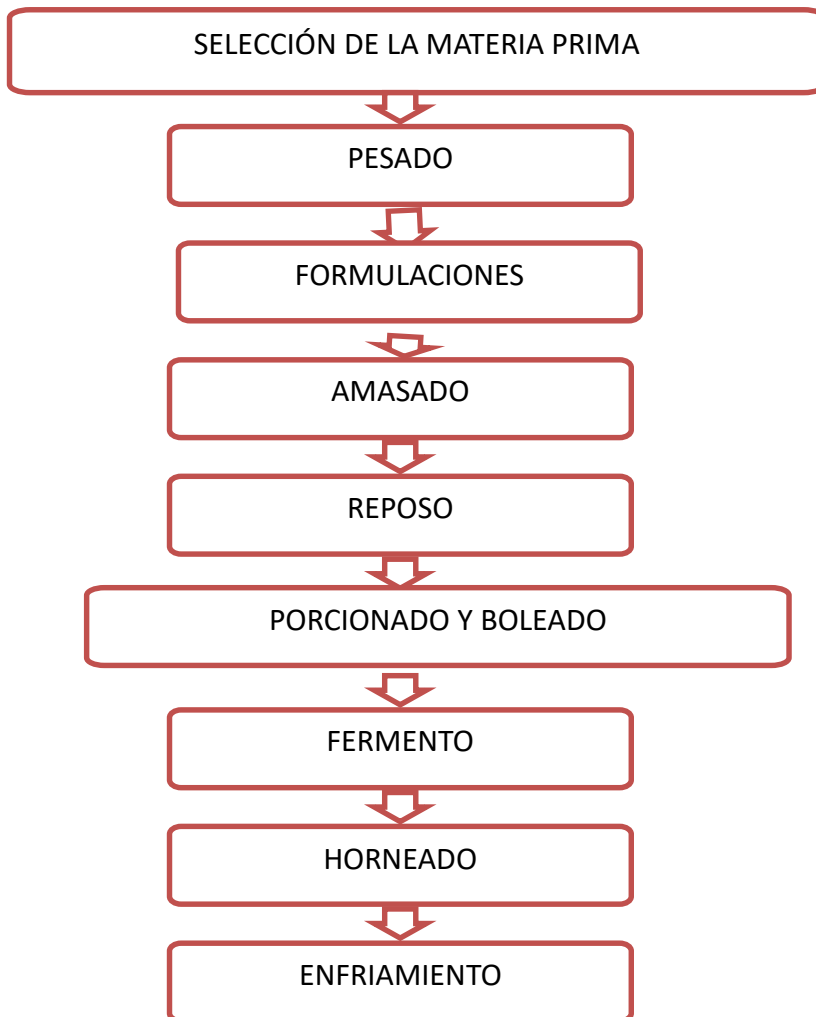 SELECCIÓN DE LA MATERIA PRIMA
PESADO
FORMULACIONES
AMASADO
REPOSO
PORCIONADO Y BOLEADO
FERMENTO
HORNEADO
ENFRIAMIENTO